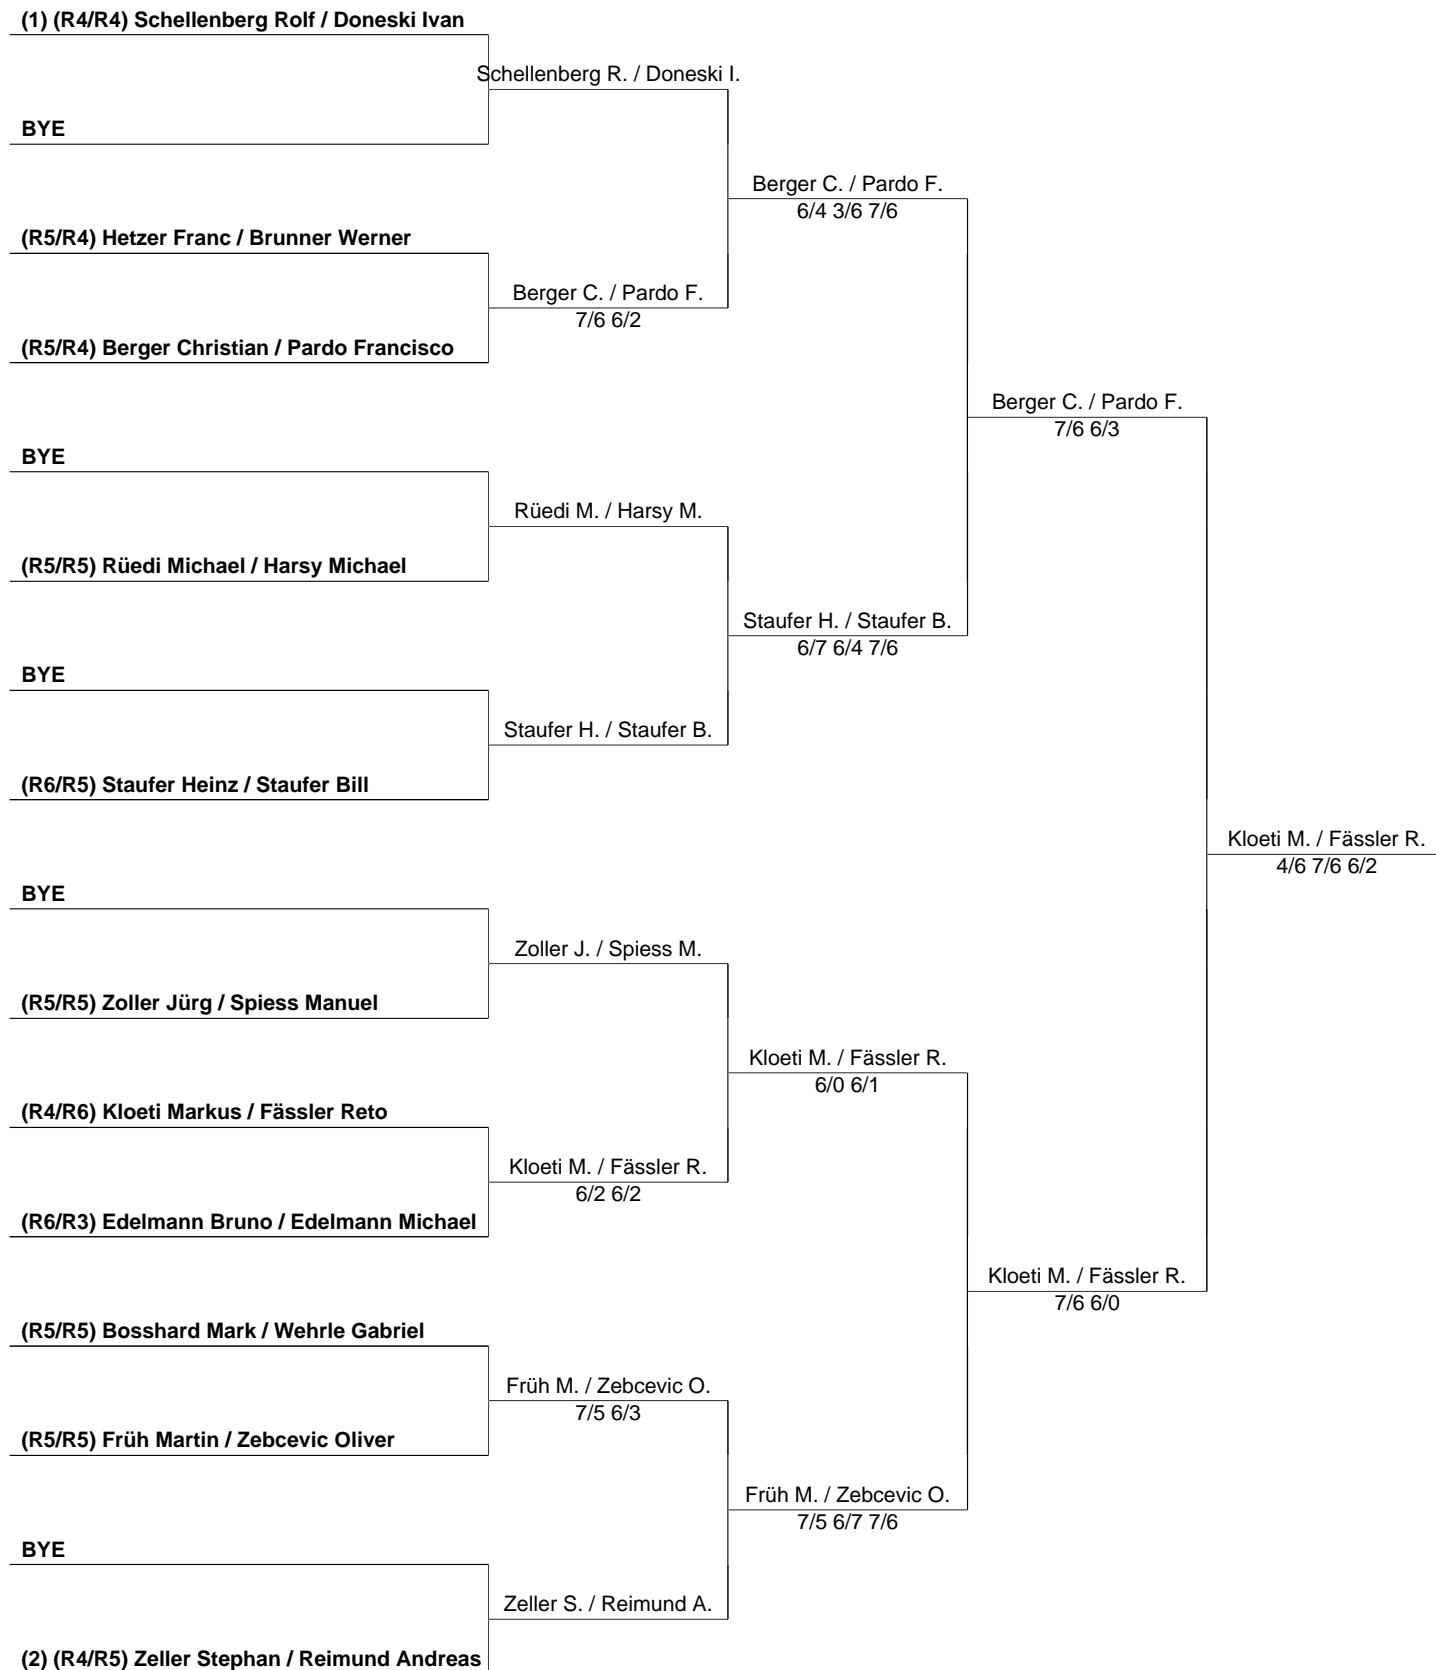 (1) (R4/R4) Schellenberg Rolf / Doneski Ivan
Schellenberg R. / Doneski I.
BYE
Berger C. / Pardo F.
6/4 3/6 7/6
(R5/R4) Hetzer Franc / Brunner Werner
Berger C. / Pardo F.
7/6 6/2
(R5/R4) Berger Christian / Pardo Francisco
Berger C. / Pardo F.
7/6 6/3
BYE
Rüedi M. / Harsy M.
(R5/R5) Rüedi Michael / Harsy Michael
Staufer H. / Staufer B.
6/7 6/4 7/6
BYE
Staufer H. / Staufer B.
(R6/R5) Staufer Heinz / Staufer Bill
Kloeti M. / Fässler R.
4/6 7/6 6/2
BYE
Zoller J. / Spiess M.
(R5/R5) Zoller Jürg / Spiess Manuel
Kloeti M. / Fässler R.
6/0 6/1
(R4/R6) Kloeti Markus / Fässler Reto
Kloeti M. / Fässler R.
6/2 6/2
(R6/R3) Edelmann Bruno / Edelmann Michael
Kloeti M. / Fässler R.
7/6 6/0
(R5/R5) Bosshard Mark / Wehrle Gabriel
Früh M. / Zebcevic O.
7/5 6/3
(R5/R5) Früh Martin / Zebcevic Oliver
Früh M. / Zebcevic O.
7/5 6/7 7/6
BYE
Zeller S. / Reimund A.
(2) (R4/R5) Zeller Stephan / Reimund Andreas